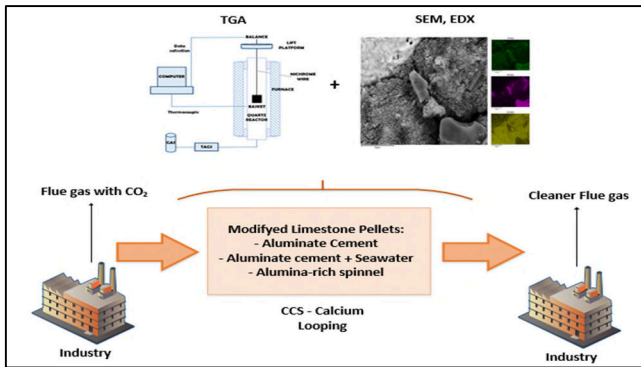 TGA
SEM, EDX
BALANCE
LIFT
PLATFORM
Data
COMPUTER
NICHROME
WIRE
FURNACE
Thermocouple
BASKET
QUARTZ
REACTOR
GAS
Flue gas with CO₂
Cleaner Flue gas
Modifyed Limestone Pellets:
- Aluminate Cement
- Aluminate cement + Seawater
- Alumina-rich spinnel
CCS - Calcium
Looping
Industry
Industry